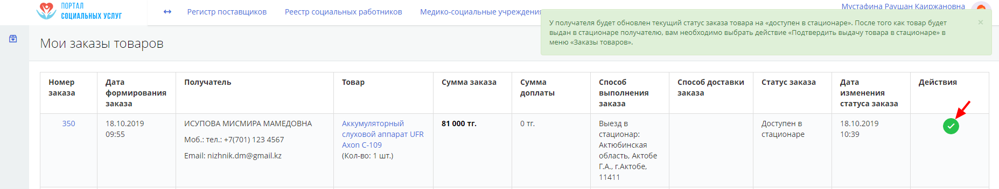 ПОРТАЛ
СОЦИАЛЬНЫХ УСЛУГ
Регистр поставщиков
Реестр социальных работников
Медико-социальные учреждения
Мустафина Раушан Каиржановна
У получателя будет обновлен текущий статус заказа товара на «доступен в стационаре». После того как товар будет
выдан в стационаре получателю, вам необходимо выбрать действие «Подтвердить выдачу товара в стационаре» в
меню «Заказы товаров».
×
Мои заказы товаров
Номер
заказа
Дата
формирования
заказа
Получатель
Товар
Сумма заказа
Сумма
доплаты
Способ
выполнения
заказа
Способ доставки
заказа
Статус заказа
Дата
изменения
статуса заказа
Действия
350
18.10.2019
09:55
ИСУПОВА МИСМИРА МАМЕДОВНА
Моб.: тел.: +7(701) 123 4567
Email: nizhnik.dm@gmail.kz
Аккумуляторный
слуховой аппарат UFR
Axon C-109
(Кол-во: 1 шт.)
81 000 тг.
0 тг.
Выезд в
стационар:
Актюбинская
область, Актобе
Г.А., г.Актобе,
11411
Доступен в
стационаре
18.10.2019
10:39